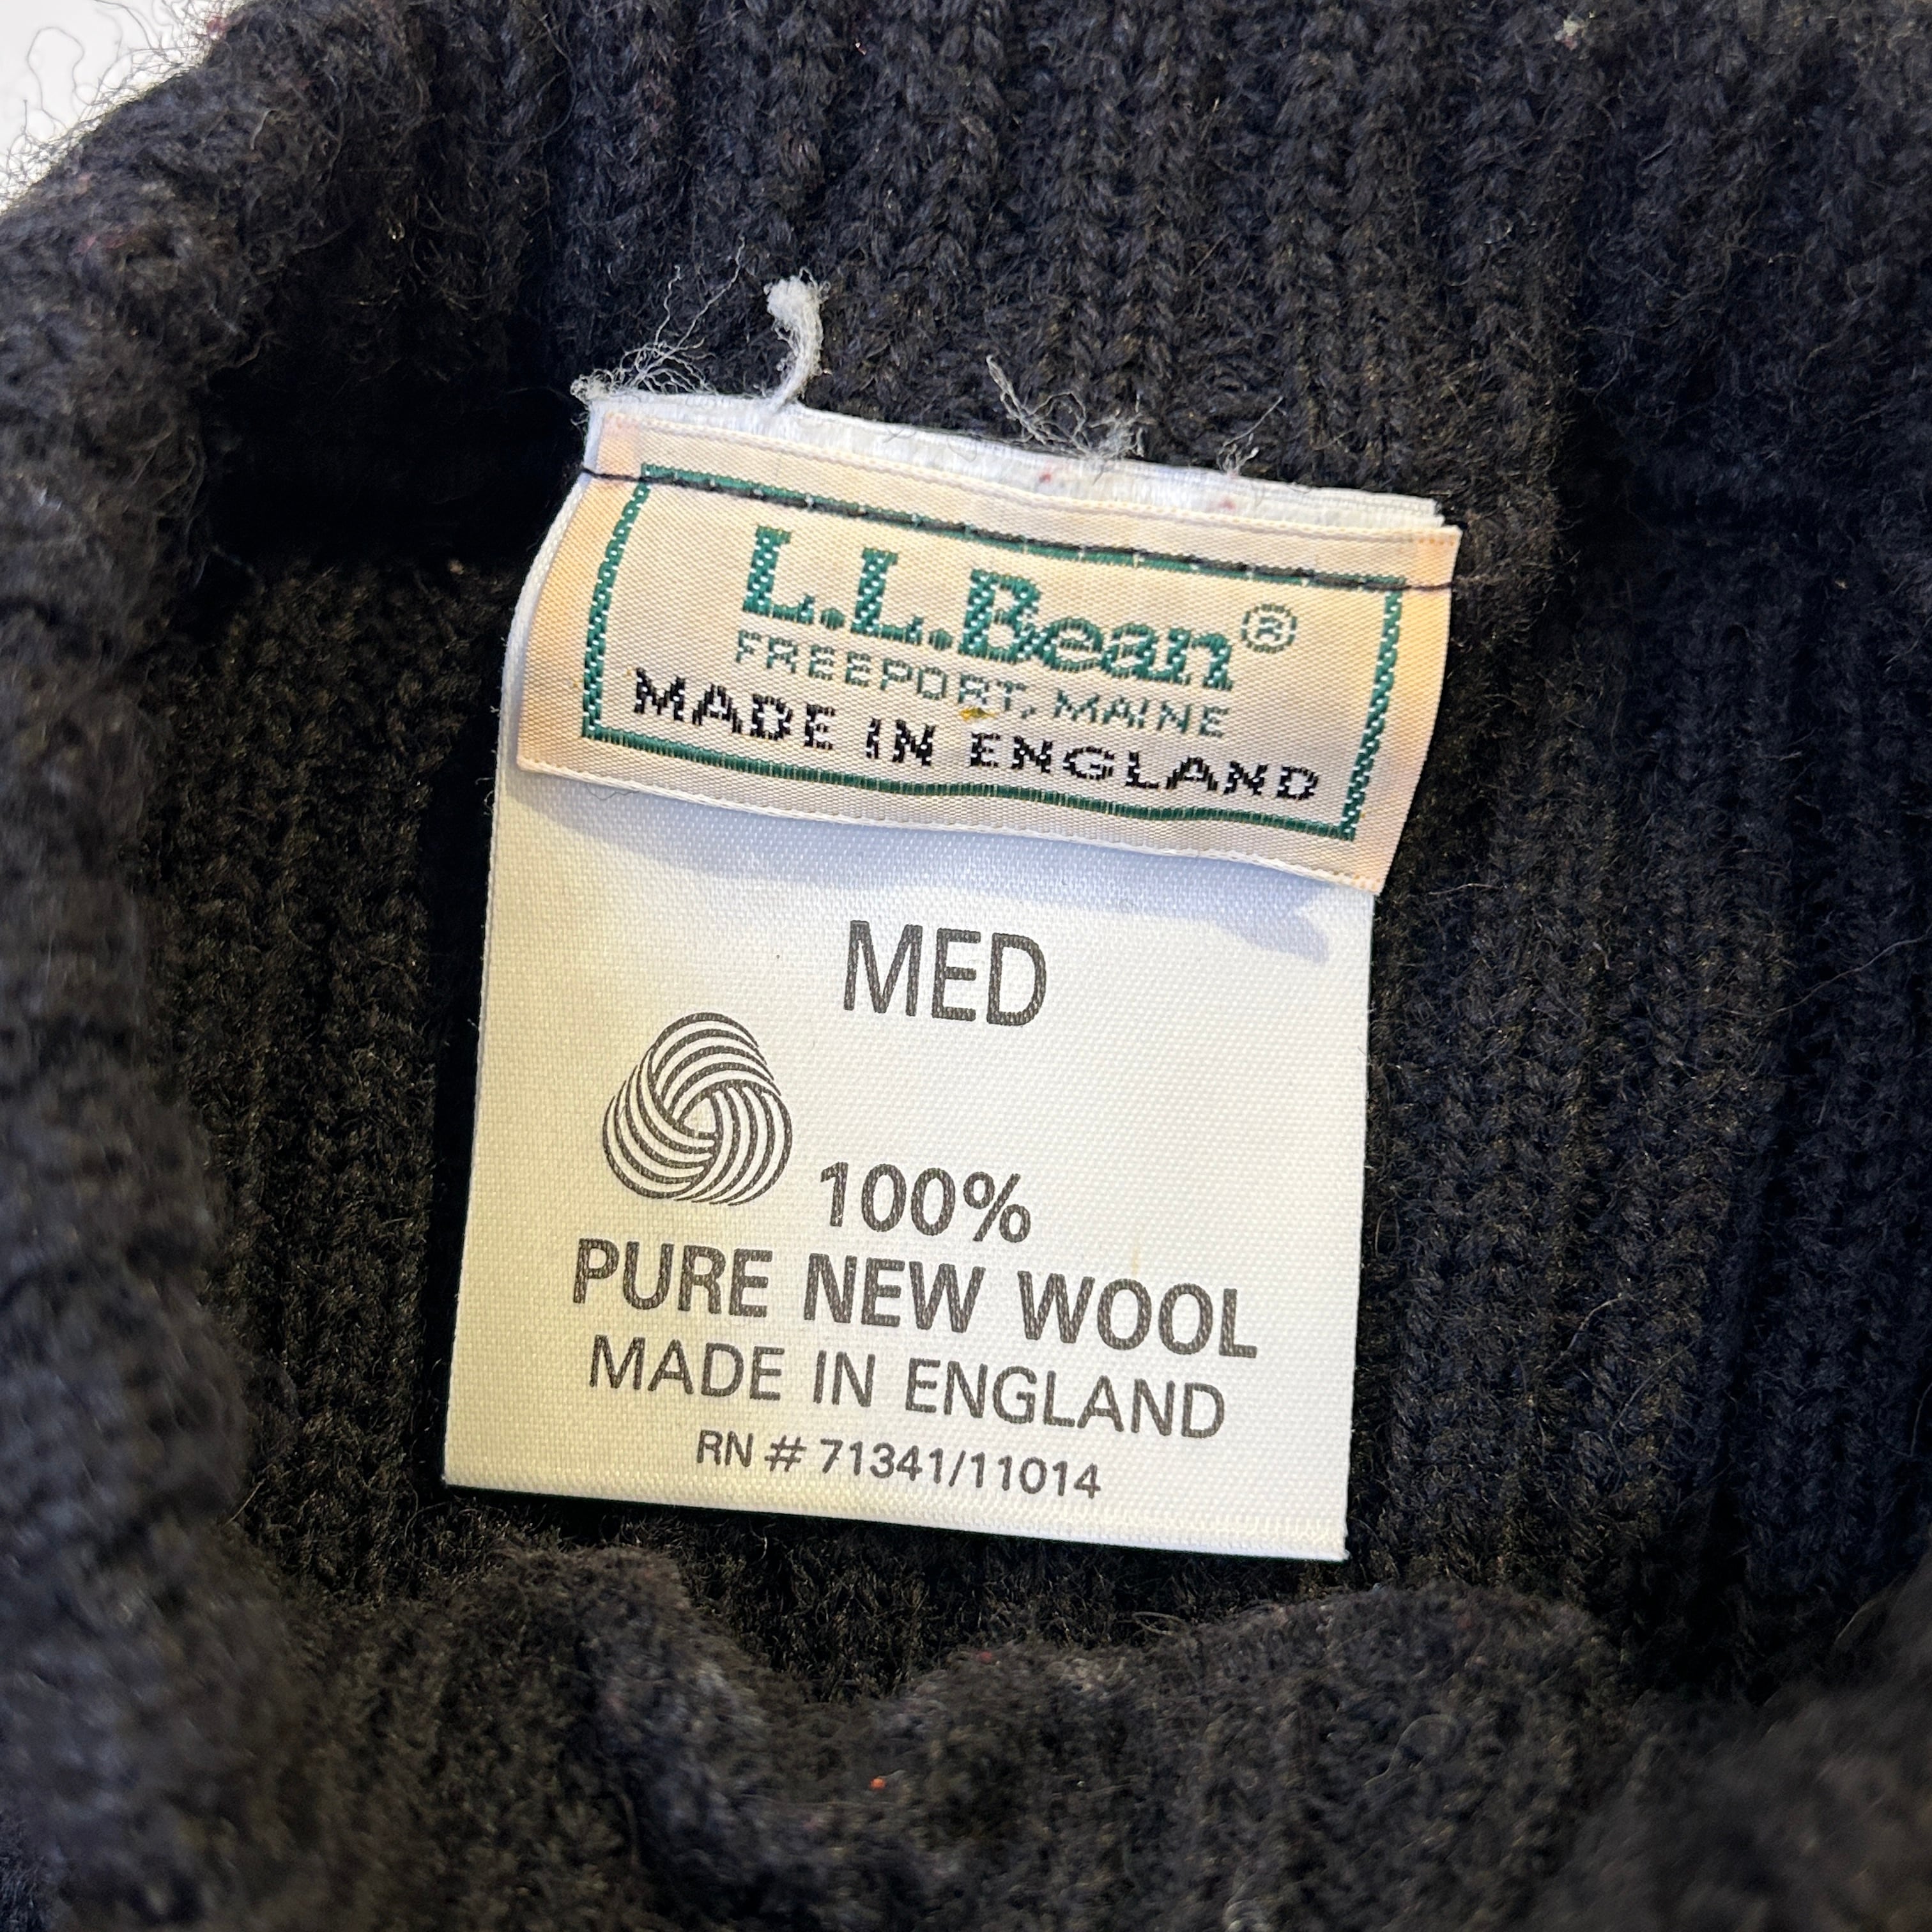 L.L.Bean®
FREEPORT, MAINE
MADE IN ENGLAND
MED
100%
PURE NEW WOOL
MADE IN ENGLAND
RN # 71341/11014